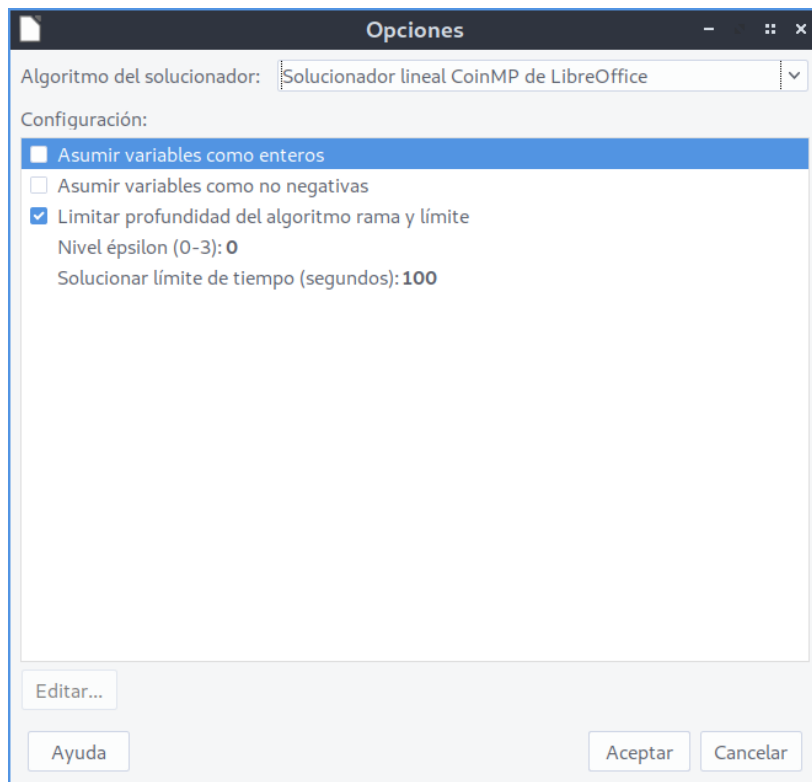 Opciones
Algoritmo del solucionador: Solucionador lineal CoinMP de LibreOffice
Configuración:
Asumir variables como enteros
Asumir variables como no negativas
Limitar profundidad del algoritmo rama y límite
Nivel épsilon (0-3): 0
Solucionar límite de tiempo (segundos): 100
Editar...
Ayuda Aceptar Cancelar